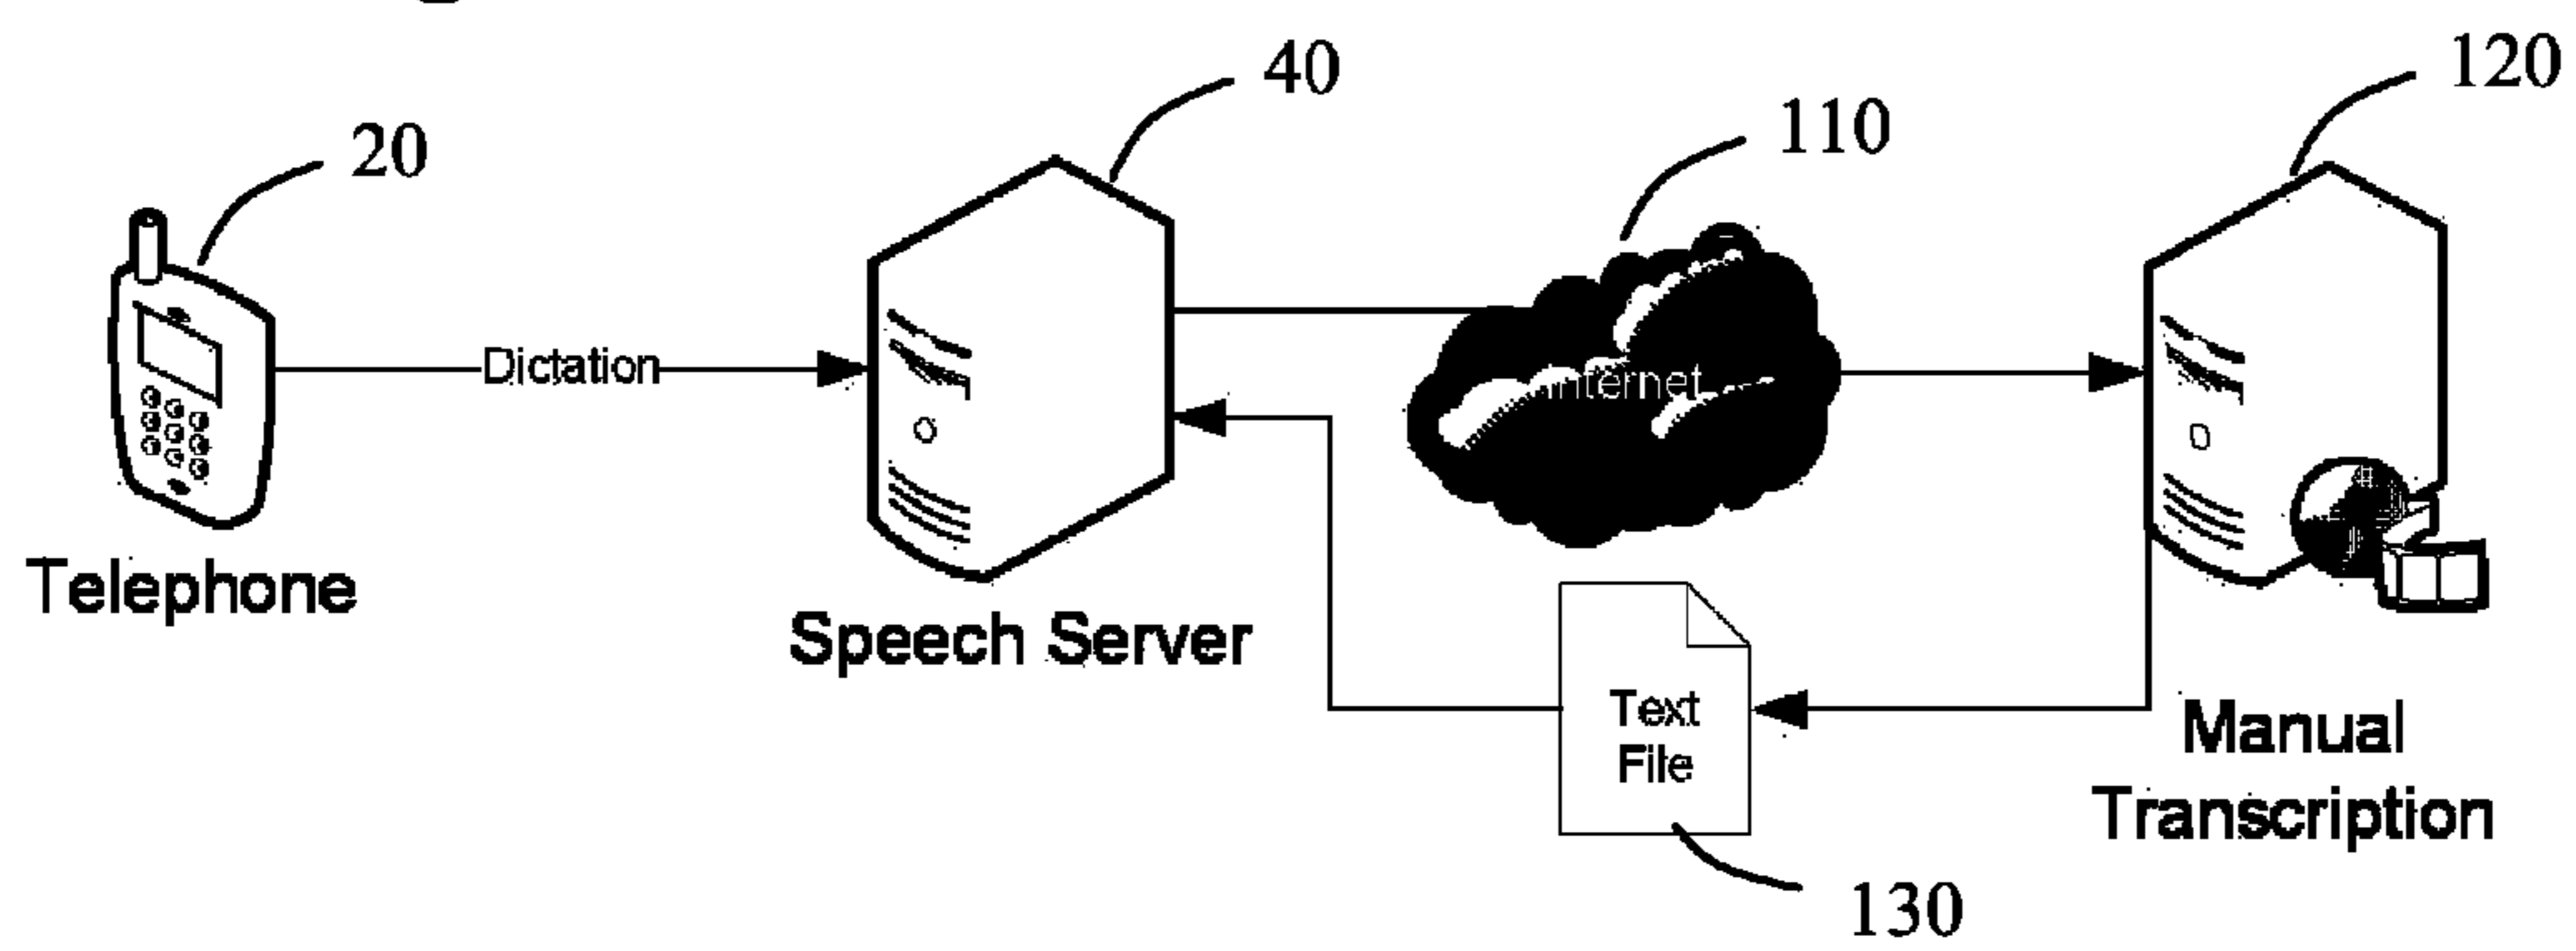 20
40
110
120
Dictation
internet
Telephone
Speech Server
Text
File
Manual
Transcription
130